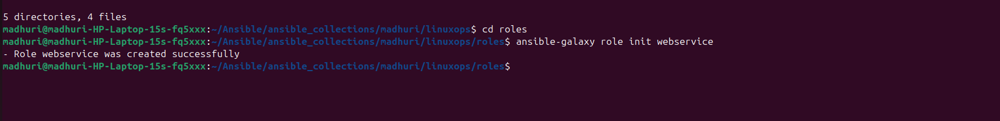 5 directories, 4 files
madhuri@madhuri-HP-Laptop-15s-fq5xxx:~/Ansible/ansible_collections/madhuri/linuxops$ cd roles
madhuri@madhuri-HP-Laptop-15s-fq5xxx:~/Ansible/ansible_collections/madhuri/linuxops/roles$ ansible-galaxy role init webservice
- Role webservice was created successfully
madhuri@madhuri-HP-Laptop-15s-fq5xxx:~/Ansible/ansible_collections/madhuri/linuxops/roles$